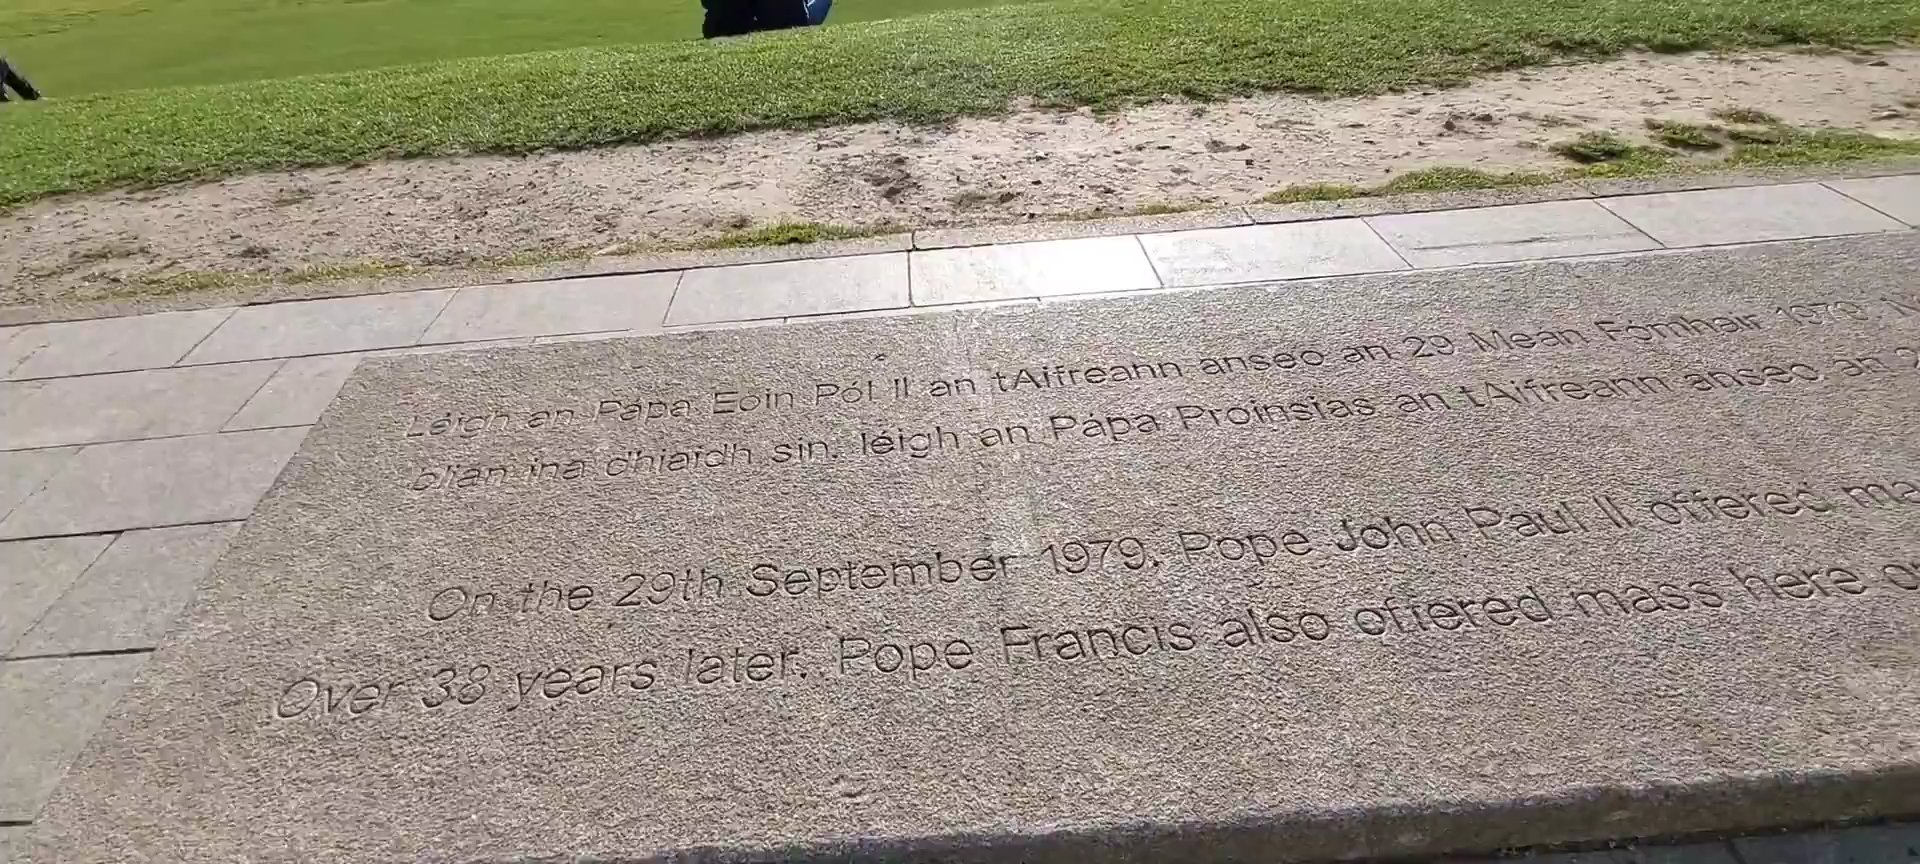 Léigh an Pápa Eoin Pól II an tAifreann anseo an 29 Meán Fómhair 1979
blian ina dhiaidh sin, léigh an Pápa Proinsias an tAifreann anseo an
On the 29th September 1979, Pope John Paul II offered ma
Over 38 years later, Pope Francis also offered mass here o